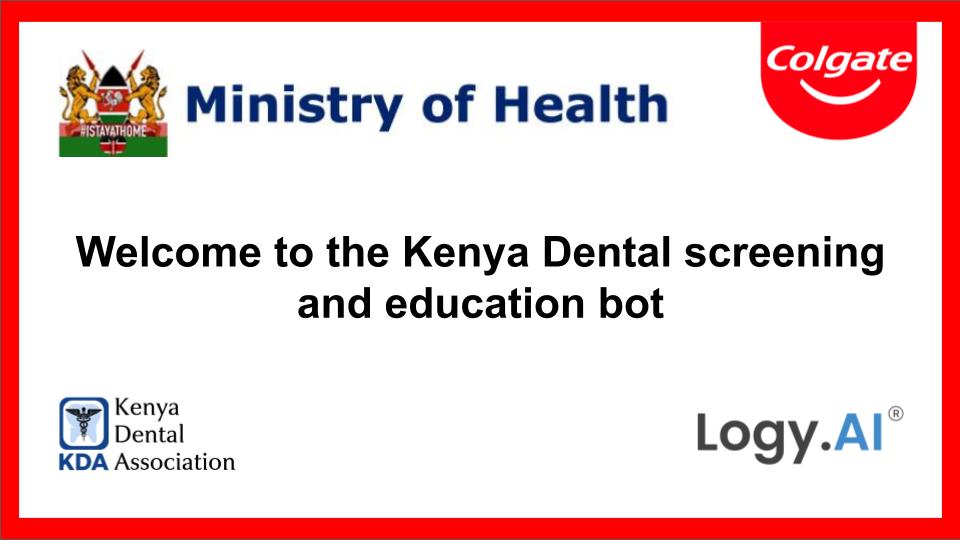 #ISTAYATHOME
Ministry of Health
Colgate
Welcome to the Kenya Dental screening
and education bot
Kenya
Dental
KDA Association
Logy.AI®